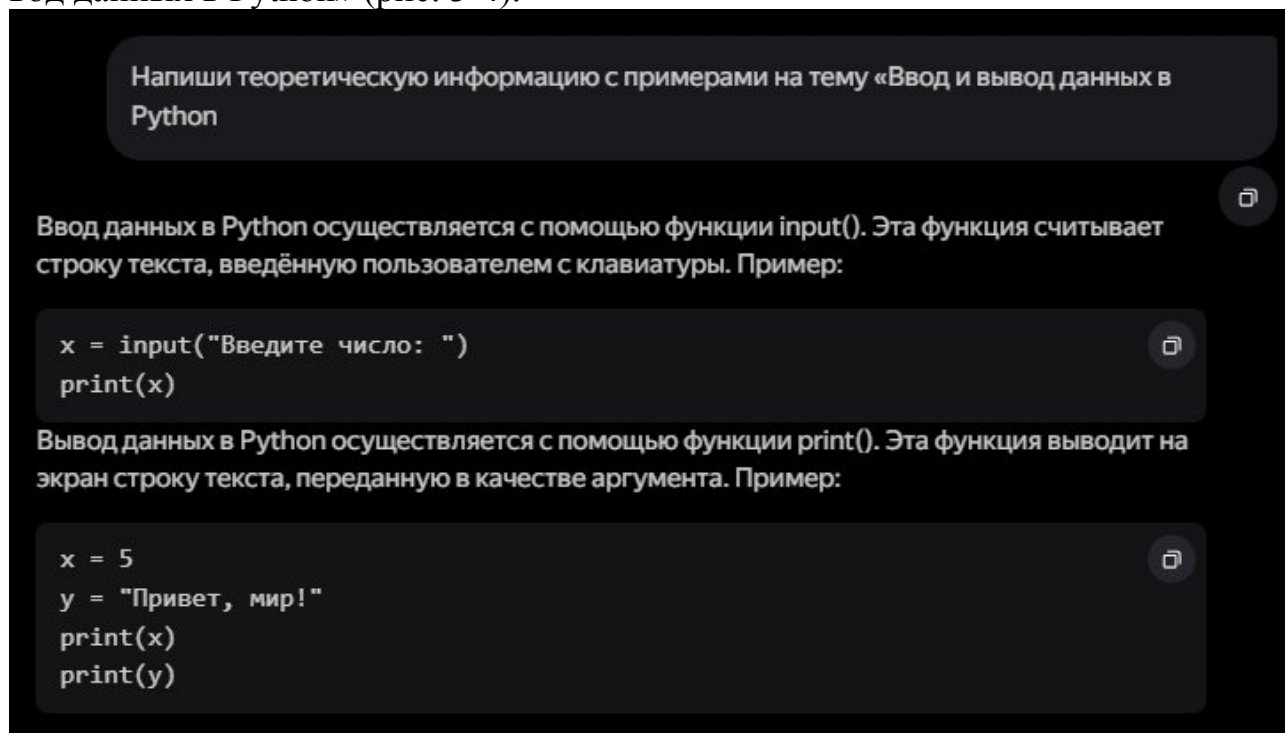 Напиши теоретическую информацию с примерами на тему «Ввод и вывод данных в
Python
Ввод данных в Python осуществляется с помощью функции input(). Эта функция считывает
строку текста, введённую пользователем с клавиатуры. Пример:
x = input("Введите число: ")
print(x)
Вывод данных в Python осуществляется с помощью функции print(). Эта функция выводит на
экран строку текста, переданную в качестве аргумента. Пример:
x = 5
y = "Привет, мир!"
print(x)
print(y)